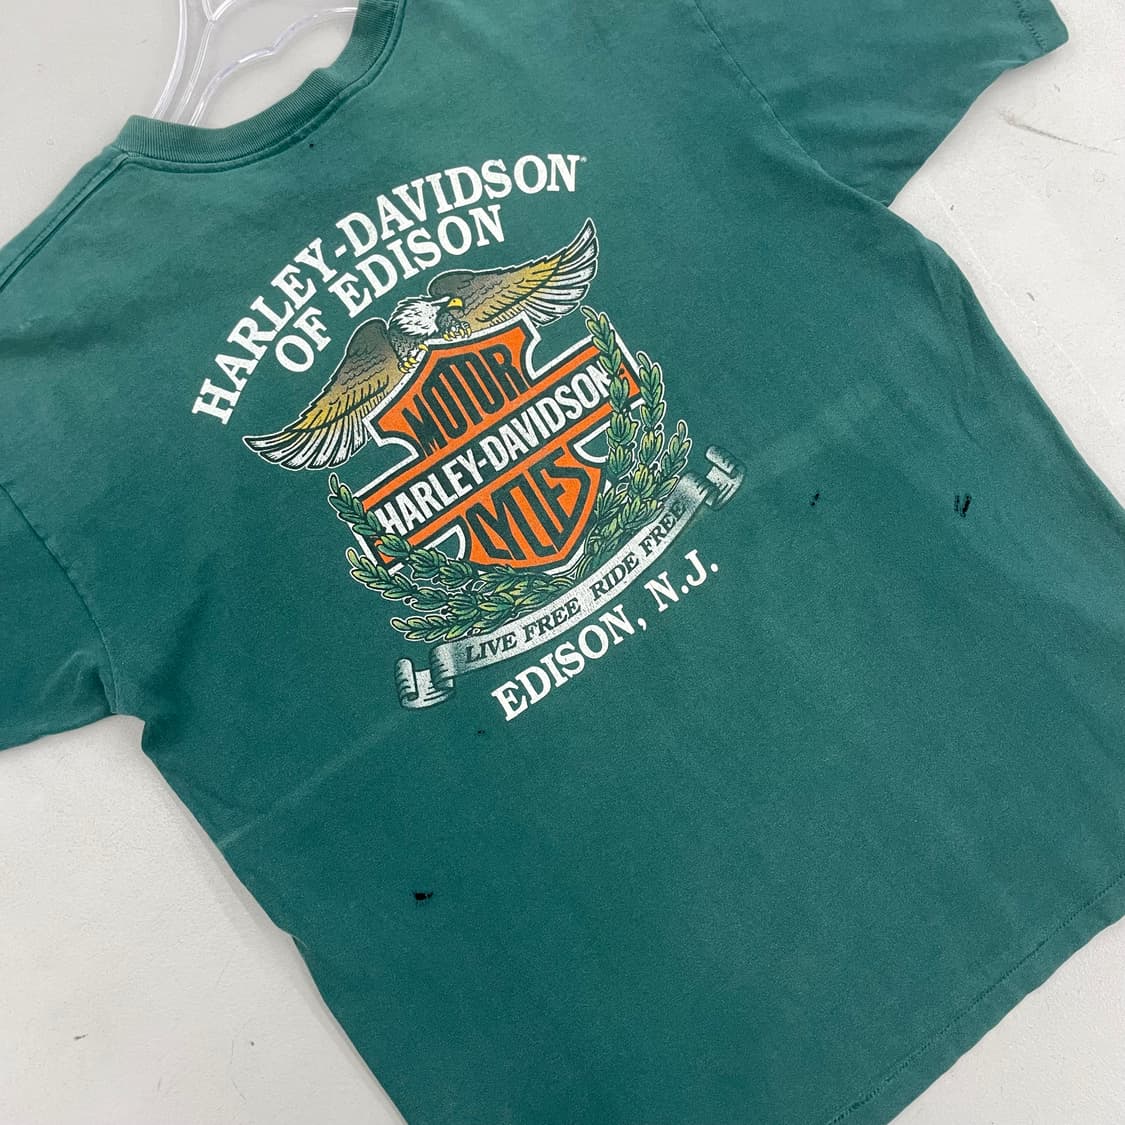 HARLEY-DAVIDSON®
OF EDISON
MOTOR
HARLEY-DAVIDSON
CYCLES
LIVE FREE RIDE FREE
EDISON, N.J.